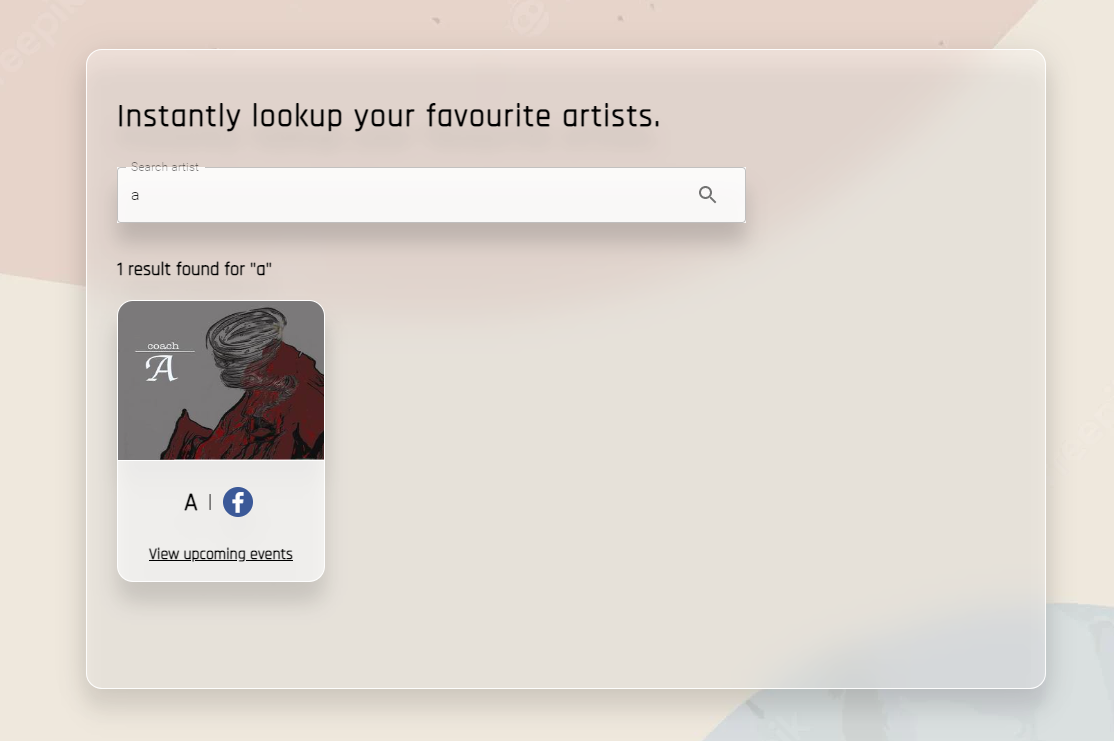 Instantly lookup your favourite artists.
Search artist
a
1 result found for "a"
coach
A
A |
View upcoming events